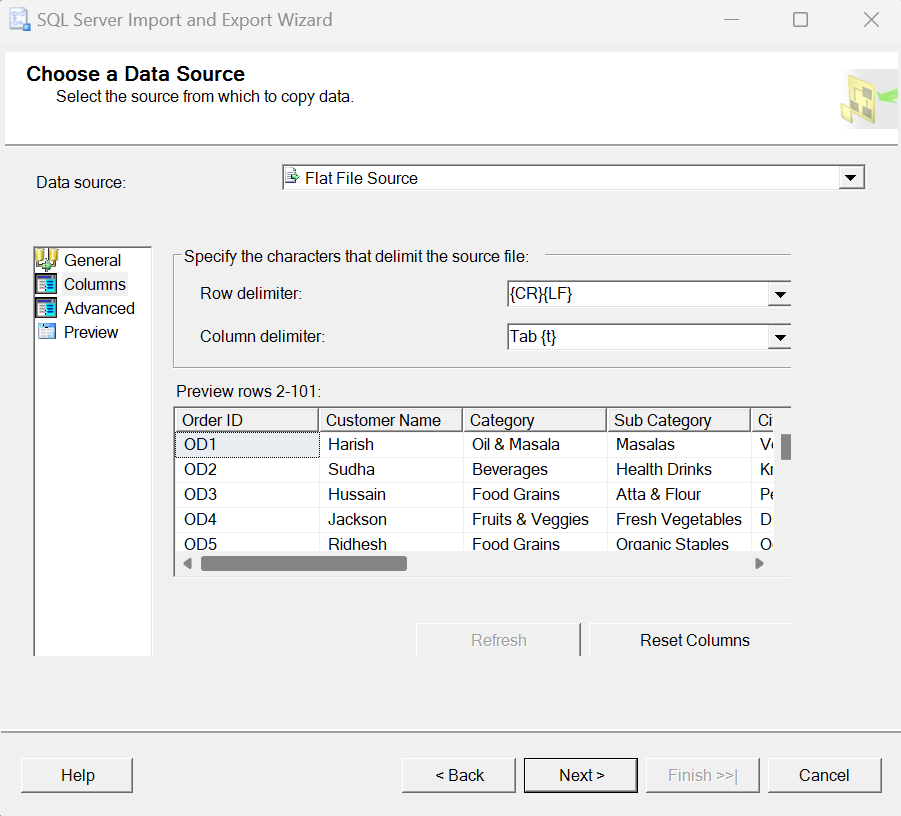 SQL Server Import and Export Wizard
Choose a Data Source
Select the source from which to copy data.
Data source:
Flat File Source
General
Columns
Advanced
Preview
Specify the characters that delimit the source file:
Row delimiter:
{CR}{LF}
Column delimiter:
Tab {t}
Preview rows 2-101:
Order ID Customer Name Category Sub Category
OD1 Harish Oil & Masala Masalas
OD2 Sudha Beverages Health Drinks
OD3 Hussain Food Grains Atta & Flour
OD4 Jackson Fruits & Veggies Fresh Vegetables
OD5 Ridhesh Food Grains Organic Staples
Refresh
Reset Columns
Help
< Back
Next >
Finish >>|
Cancel